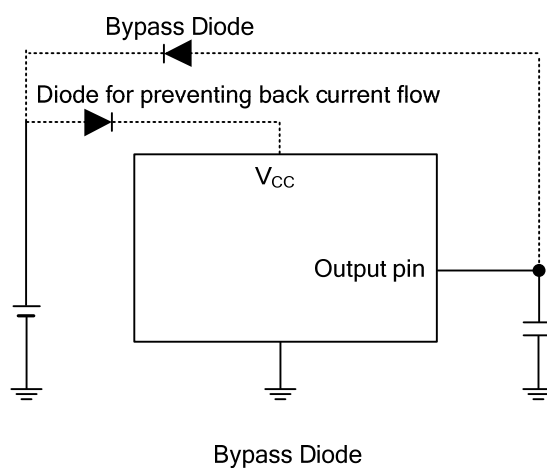 Bypass Diode
Diode for preventing back current flow
VCC
Output pin
Bypass Diode